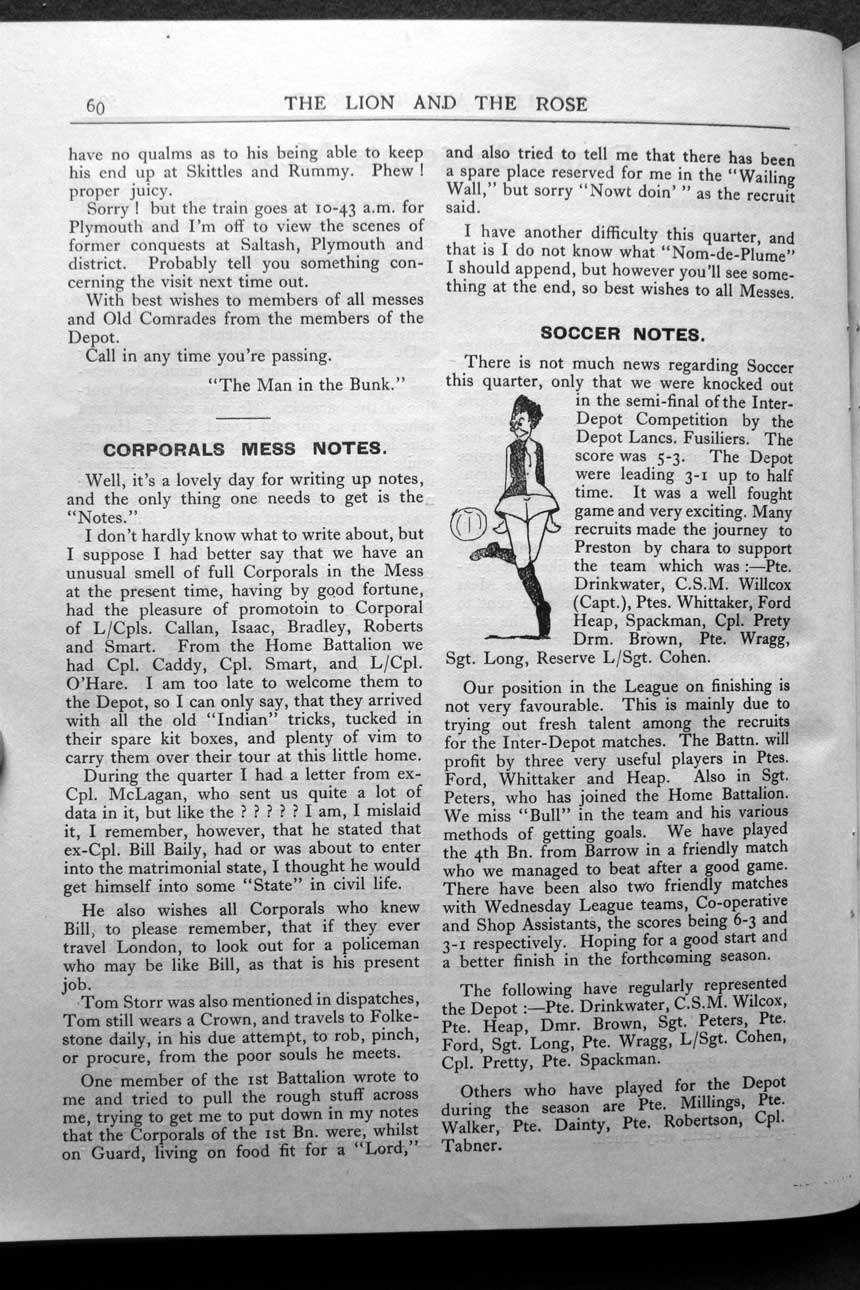 60
THE LION AND THE ROSE
have no qualms as to his being able to keep
his end up at Skittles and Rummy. Phew !
proper juicy.
Sorry ! but the train goes at 10-43 a.m. for
Plymouth and I'm off to view the scenes of
former conquests at Saltash, Plymouth and
district. Probably tell you something con-
cerning the visit next time out.
With best wishes to members of all messes
and Old Comrades from the members of the
Depot.
Call in any time you're passing.
"The Man in the Bunk."
CORPORALS MESS NOTES.
Well, it's a lovely day for writing up notes,
and the only thing one needs to get is the
"Notes."
I don't hardly know what to write about, but
I suppose I had better say that we have an
unusual smell of full Corporals in the Mess
at the present time, having by good fortune,
had the pleasure of promotoin to Corporal
of L/Cpls. Callan, Isaac, Bradley, Roberts
and Smart. From the Home Battalion we
had Cpl. Caddy, Cpl. Smart, and L/Cpl.
O'Hare. I am too late to welcome them to
the Depot, so I can only say, that they arrived
with all the old "Indian" tricks, tucked in
their spare kit boxes, and plenty of vim to
carry them over their tour at this little home.
During the quarter I had a letter from ex-
Cpl. McLagan, who sent us quite a lot of
data in it, but like the ? ? ? ? ? I am, I mislaid
it, I remember, however, that he stated that
ex-Cpl. Bill Baily, had or was about to enter
into the matrimonial state, I thought he would
get himself into some "State" in civil life.
He also wishes all Corporals who knew
Bill, to please remember, that if they ever
travel London, to look out for a policeman
who may be like Bill, as that is his present
job.
Tom Storr was also mentioned in dispatches,
Tom still wears a Crown, and travels to Folke-
stone daily, in his due attempt, to rob, pinch,
or procure, from the poor souls he meets.
One member of the 1st Battalion wrote to
me and tried to pull the rough stuff across
me, trying to get me to put down in my notes
that the Corporals of the 1st Bn. were, whilst
on Guard, living on food fit for a "Lord,"
and also tried to tell me that there has been
a spare place reserved for me in the "Wailing
Wall," but sorry "Nowt doin' " as the recruit
said.
I have another difficulty this quarter, and
that is I do not know what "Nom-de-Plume"
I should append, but however you'll see some-
thing at the end, so best wishes to all Messes.
SOCCER NOTES.
There is not much news regarding Soccer
this quarter, only that we were knocked out
in the semi-final of the Inter-
Depot Competition by the
Depot Lancs. Fusiliers. The
score was 5-3. The Depot
were leading 3-1 up to half
time. It was a well fought
game and very exciting. Many
recruits made the journey to
Preston by chara to support
the team which was :—Pte.
Drinkwater, C.S.M. Willcox
(Capt.), Ptes. Whittaker, Ford
Heap, Spackman, Cpl. Prety
Drm. Brown, Pte. Wragg,
Sgt. Long, Reserve L/Sgt. Cohen.
Our position in the League on finishing is
not very favourable. This is mainly due to
trying out fresh talent among the recruits
for the Inter-Depot matches. The Battn. will
profit by three very useful players in Ptes.
Ford, Whittaker and Heap. Also in Sgt.
Peters, who has joined the Home Battalion.
We miss "Bull" in the team and his various
methods of getting goals. We have played
the 4th Bn. from Barrow in a friendly match
who we managed to beat after a good game.
There have been also two friendly matches
with Wednesday League teams, Co-operative
and Shop Assistants, the scores being 6-3 and
3-1 respectively. Hoping for a good start and
a better finish in the forthcoming season.
The following have regularly represented
the Depot :—Pte. Drinkwater, C.S.M. Wilcox,
Pte. Heap, Dmr. Brown, Sgt. Peters, Pte.
Ford, Sgt. Long, Pte. Wragg, L/Sgt. Cohen,
Cpl. Pretty, Pte. Spackman.
Others who have played for the Depot
during the season are Pte. Millings, Pte.
Walker, Pte. Dainty, Pte. Robertson, Cpl.
Tabner.